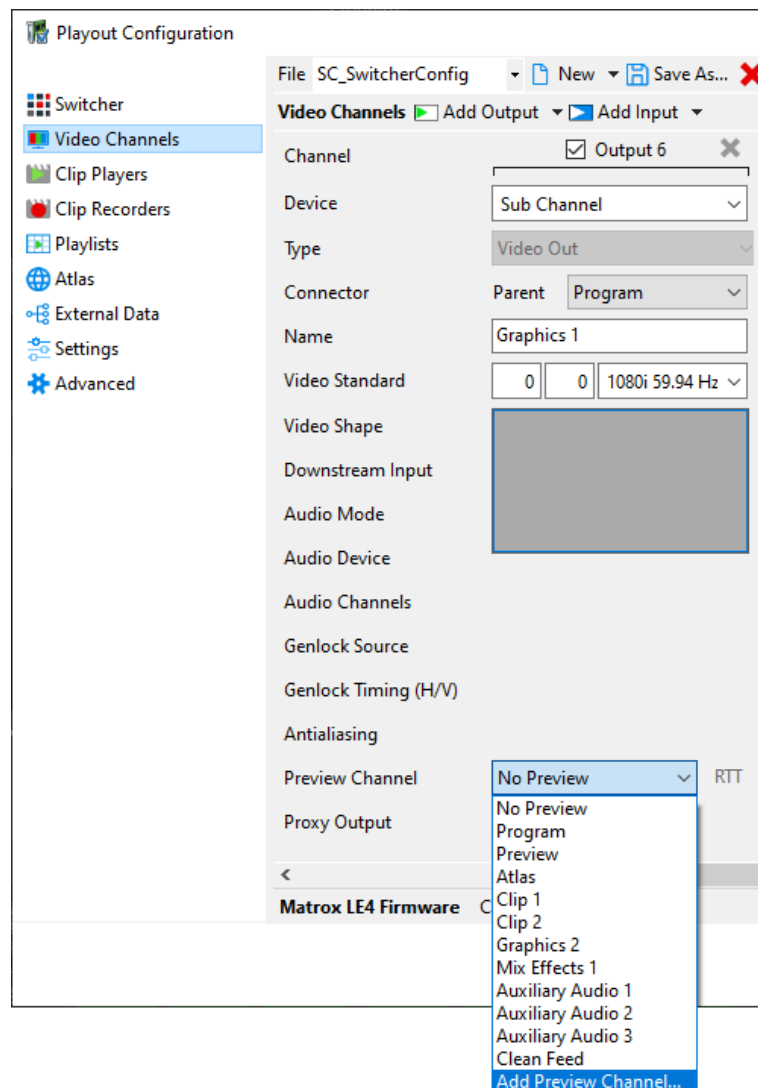 Playout Configuration
File SC_SwitcherConfig New Save As...
Switcher
Video Channels
Clip Players
Clip Recorders
Playlists
Atlas
External Data
Settings
Advanced
Video Channels Add Output Add Input
Channel Output 6
Device Sub Channel
Type Video Out
Connector Parent Program
Name Graphics 1
Video Standard 0 0 1080i 59.94 Hz
Video Shape
Downstream Input
Audio Mode
Audio Device
Audio Channels
Genlock Source
Genlock Timing (H/V)
Antialiasing
Preview Channel No Preview RTT
Proxy Output
No Preview
Program
Preview
Atlas
Clip 1
Clip 2
Graphics 2
Mix Effects 1
Auxiliary Audio 1
Auxiliary Audio 2
Auxiliary Audio 3
Clean Feed
Add Preview Channel...
Matrox LE4 Firmware